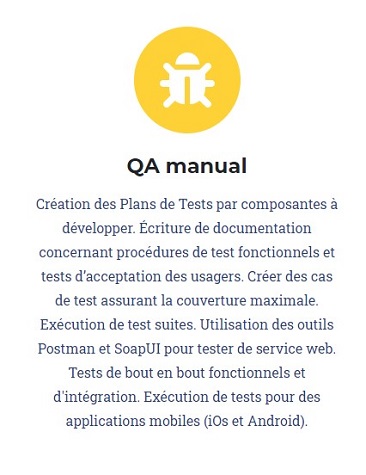 QA manual
Création des Plans de Tests par composantes à
développer. Écriture de documentation
concernant procédures de test fonctionnels et
tests d'acceptation des usagers. Créer des cas
de test assurant la couverture maximale.
Exécution de test suites. Utilisation des outils
Postman et SoapUI pour tester de service web.
Tests de bout en bout fonctionnels et
d'intégration. Exécution de tests pour des
applications mobiles (iOs et Android).